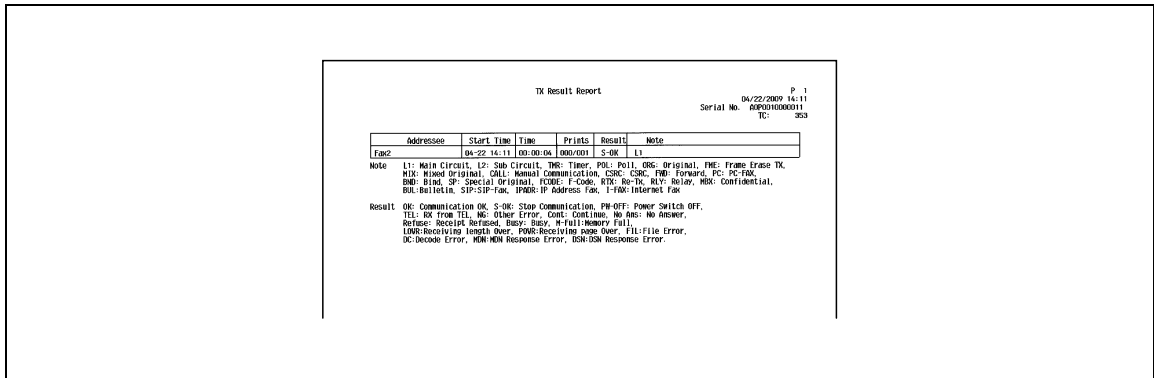 TX Result Report
P 1
04/22/2009 14:11
Serial No. A0P0010000011
TC: 353
Addressee Start Time Time Prints Result Note
Fax2 04-22 14:11 00:00:04 000/001 S-OK L1
Note L1: Main Circuit, L2: Sub Circuit, TMR: Timer, POL: Poll, ORG: Original, FME: Frame Erase TX,
MIX: Mixed Original, CALL: Manual Communication, CSRC: CSRC, FWD: Forward, PC: PC-FAX,
BND: Bind, SP: Special Original, FCODE: F-Code, RTX: Re-Tx, RLY: Relay, MBX: Confidential,
BUL:Bulletin, SIP:SIP-Fax, IPADR:IP Address Fax, I-FAX:Internet Fax
Result OK: Communication OK, S-OK: Stop Communication, PW-OFF: Power Switch OFF,
TEL: RX from TEL, NG: Other Error, Cont: Continue, No Ans: No Answer,
Refuse: Receipt Refused, Busy: Busy, M-Full:Memory Full,
LOVR:Receiving length Over, POVR:Receiving page Over, FIL:File Error,
DC:Decode Error, MDN:MDN Response Error, DSN:DSN Response Error.